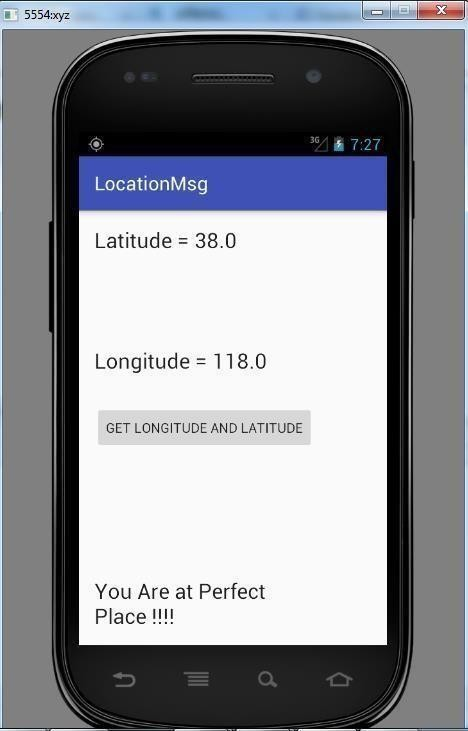 5554:xyz
3G 7:27
LocationMsg
Latitude = 38.0
Longitude = 118.0
GET LONGITUDE AND LATITUDE
You Are at Perfect
Place !!!!